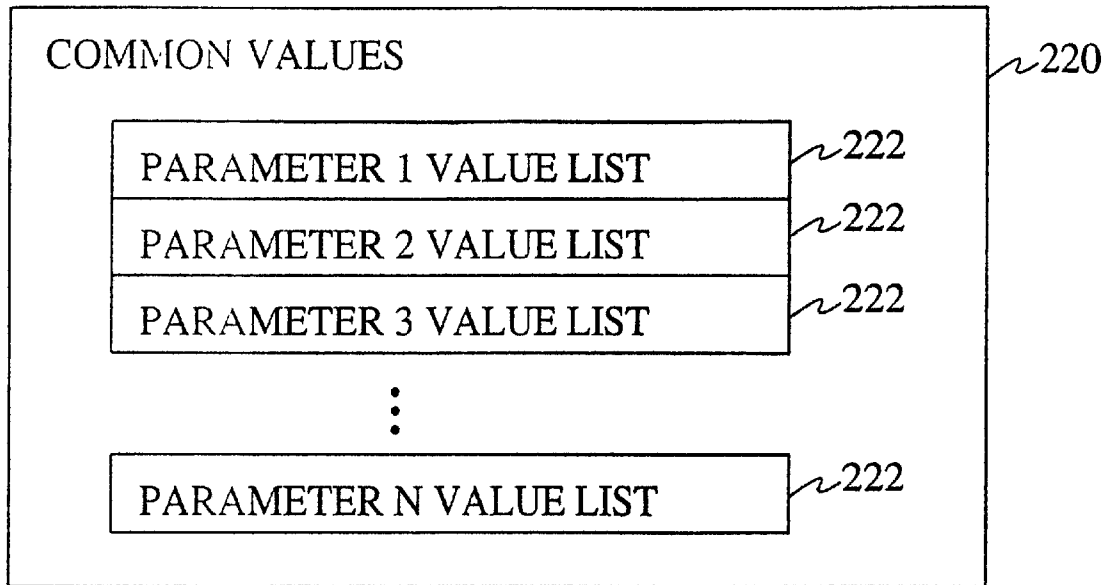 COMMON VALUES
220
PARAMETER 1 VALUE LIST
222
PARAMETER 2 VALUE LIST
222
PARAMETER 3 VALUE LIST
222
PARAMETER N VALUE LIST
222